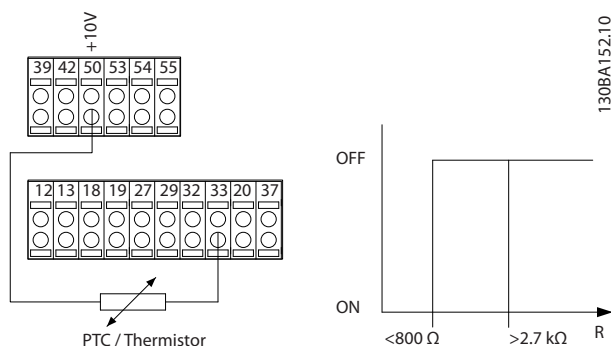 +10V
39 42 50 53 54 55
12 13 18 19 27 29 32 33 20 37
PTC / Thermistor
130BA152.10
OFF
ON
<800 Ω
>2.7 kΩ
R